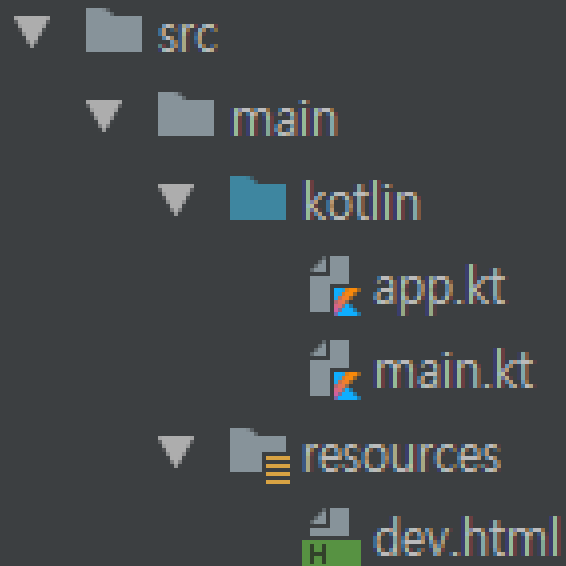 src
main
kotlin
app.kt
main.kt
resources
dev.html
H